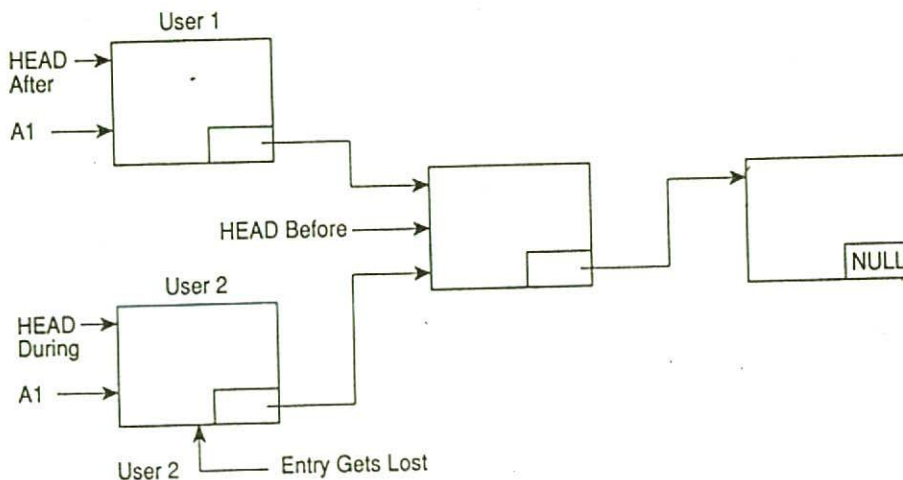 User 1
HEAD
After
A1
HEAD Before
NULL
User 2
HEAD
During
A1
User 2
Entry Gets Lost